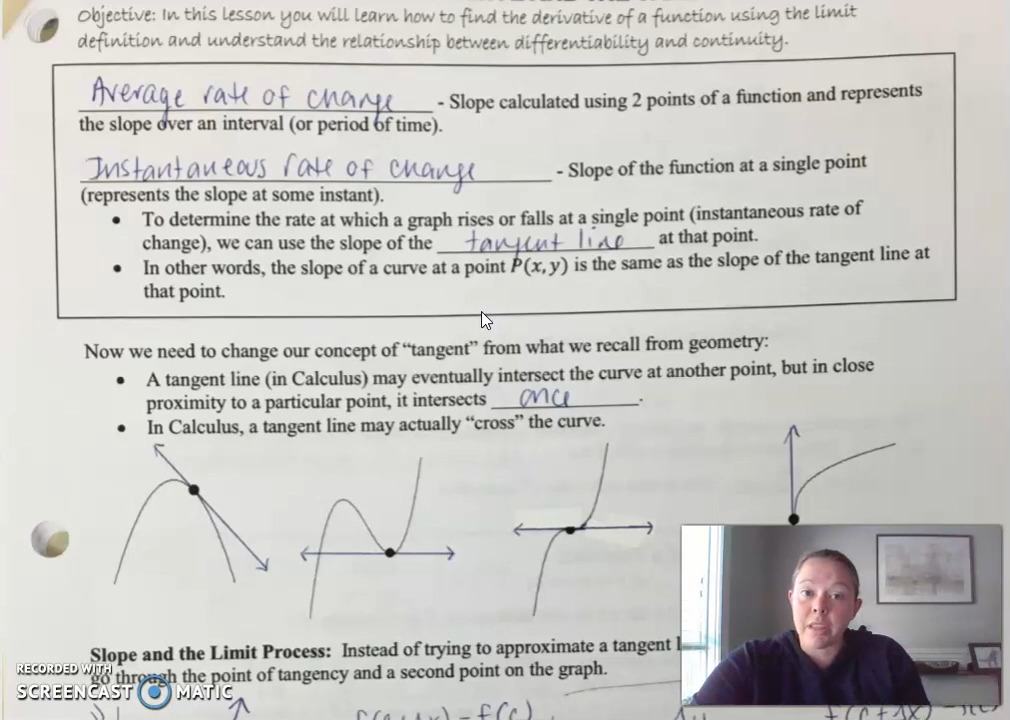 Objective: In this lesson you will learn how to find the derivative of a function using the limit
definition and understand the relationship between differentiability and continuity.
Average rate of change - Slope calculated using 2 points of a function and represents
the slope over an interval (or period of time).
Instantaneous rate of change - Slope of the function at a single point
(represents the slope at some instant).
• To determine the rate at which a graph rises or falls at a single point (instantaneous rate of
change), we can use the slope of the tangent line at that point.
• In other words, the slope of a curve at a point P(x, y) is the same as the slope of the tangent line at
that point.
Now we need to change our concept of “tangent” from what we recall from geometry:
• A tangent line (in Calculus) may eventually intersect the curve at another point, but in close
proximity to a particular point, it intersects once.
• In Calculus, a tangent line may actually “cross” the curve.
Slope and the Limit Process: Instead of trying to approximate a tangent
go through the point of tangency and a second point on the graph.
RECORDED WITH
SCREENCAST MATIC